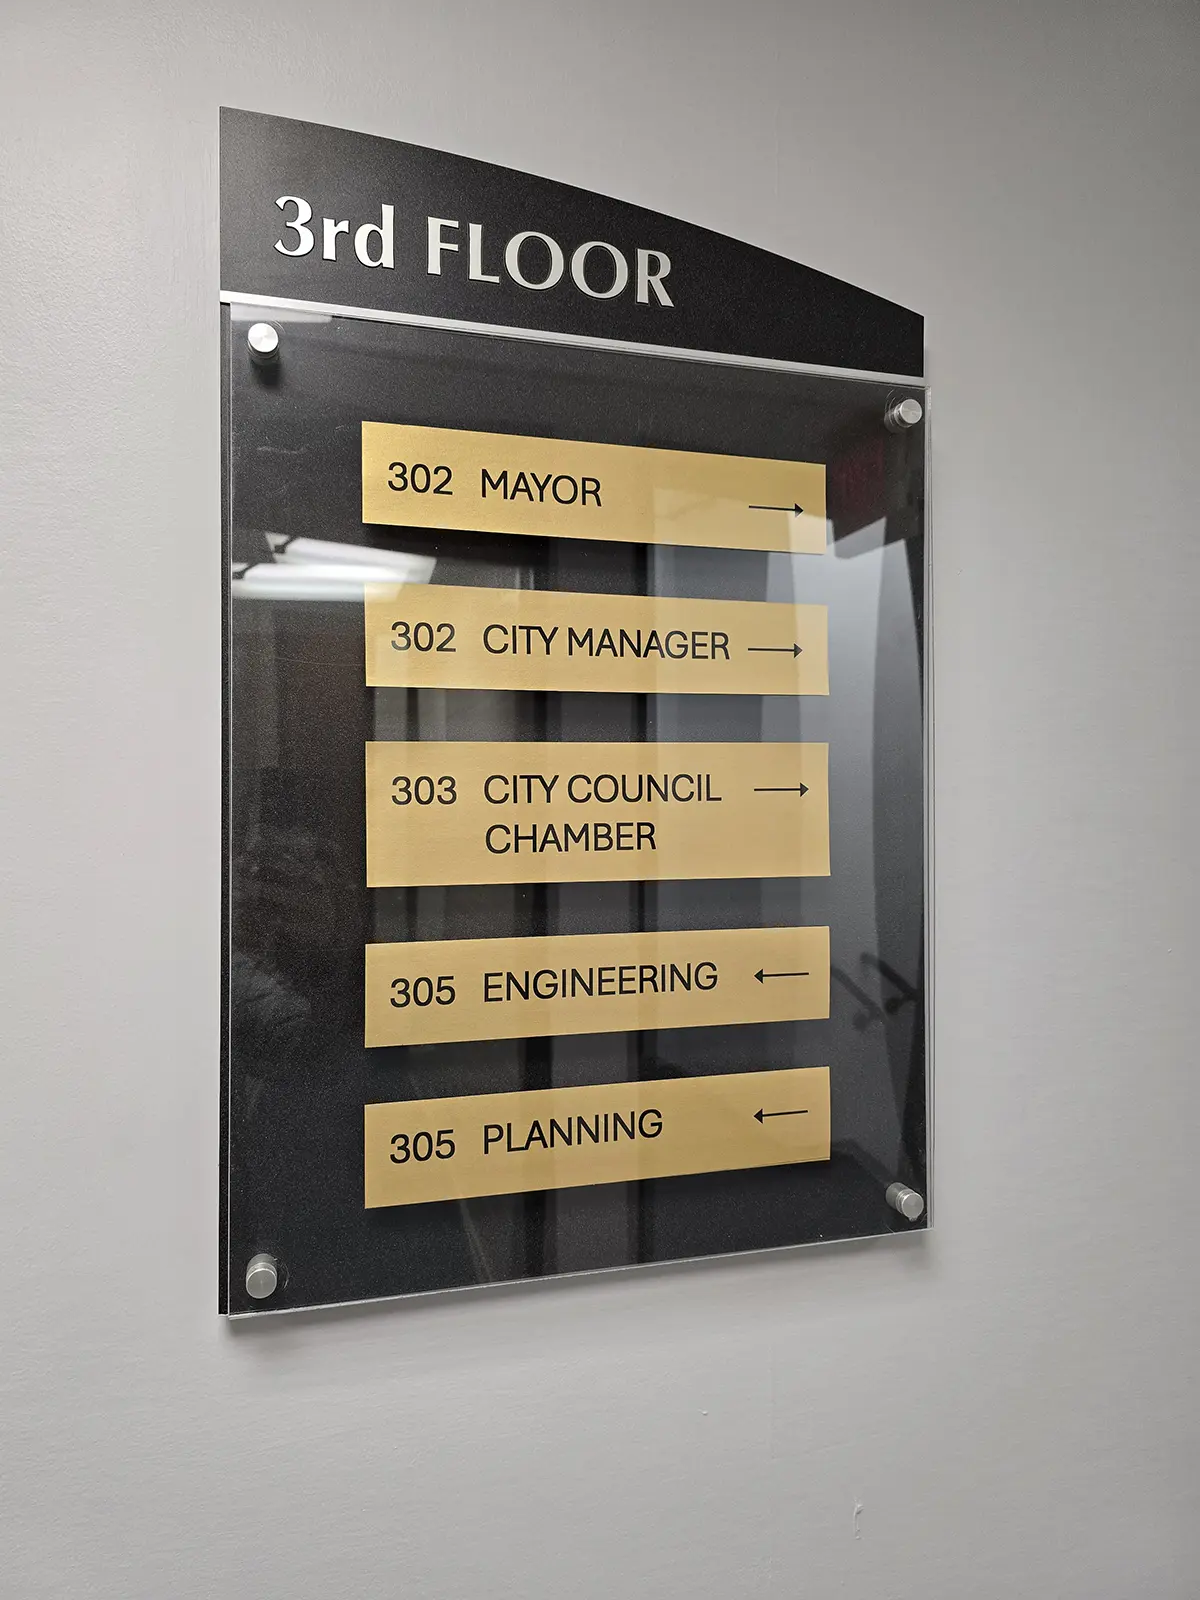 3rd FLOOR
302 MAYOR →
302 CITY MANAGER →
303 CITY COUNCIL →
CHAMBER
305 ENGINEERING ←
305 PLANNING ←